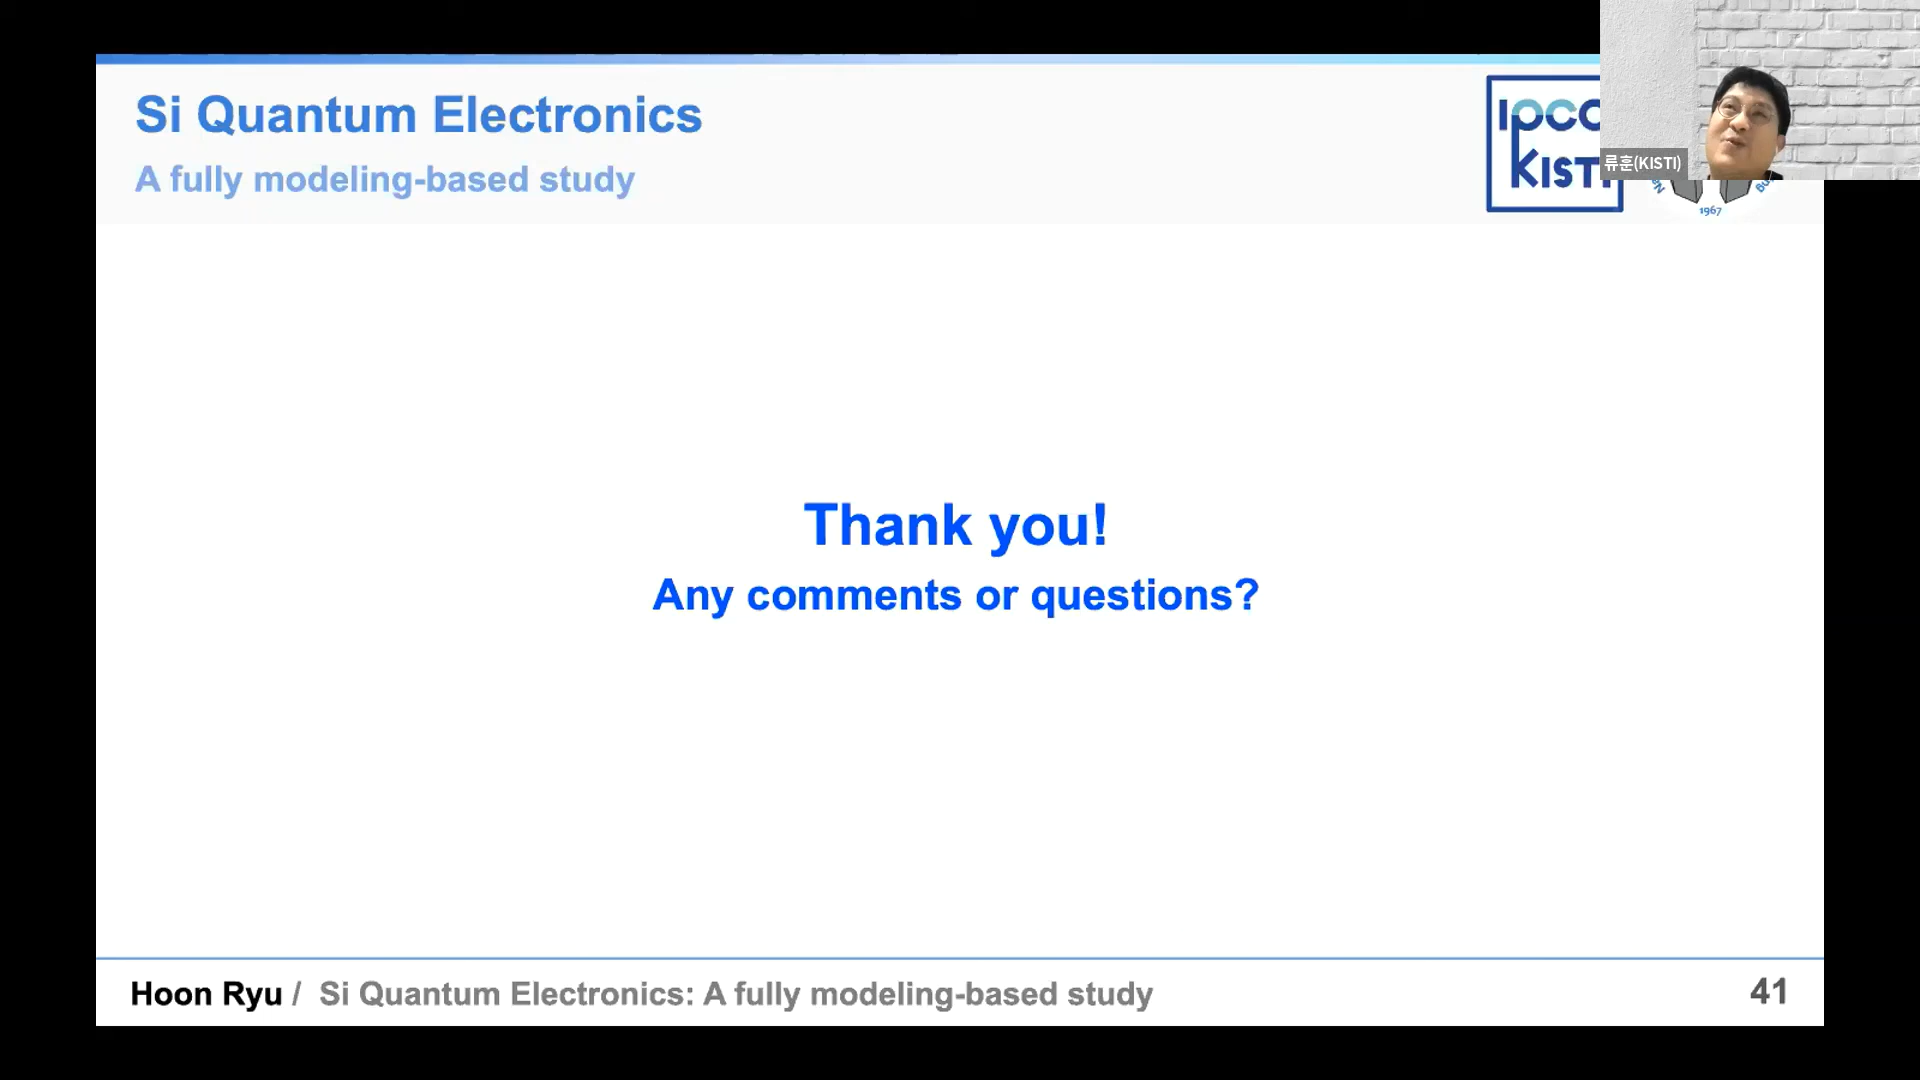 Si Quantum Electronics
A fully modeling-based study
KISTI
류훈(KISTI)
1967
Thank you!
Any comments or questions?
Hoon Ryu / Si Quantum Electronics: A fully modeling-based study
41